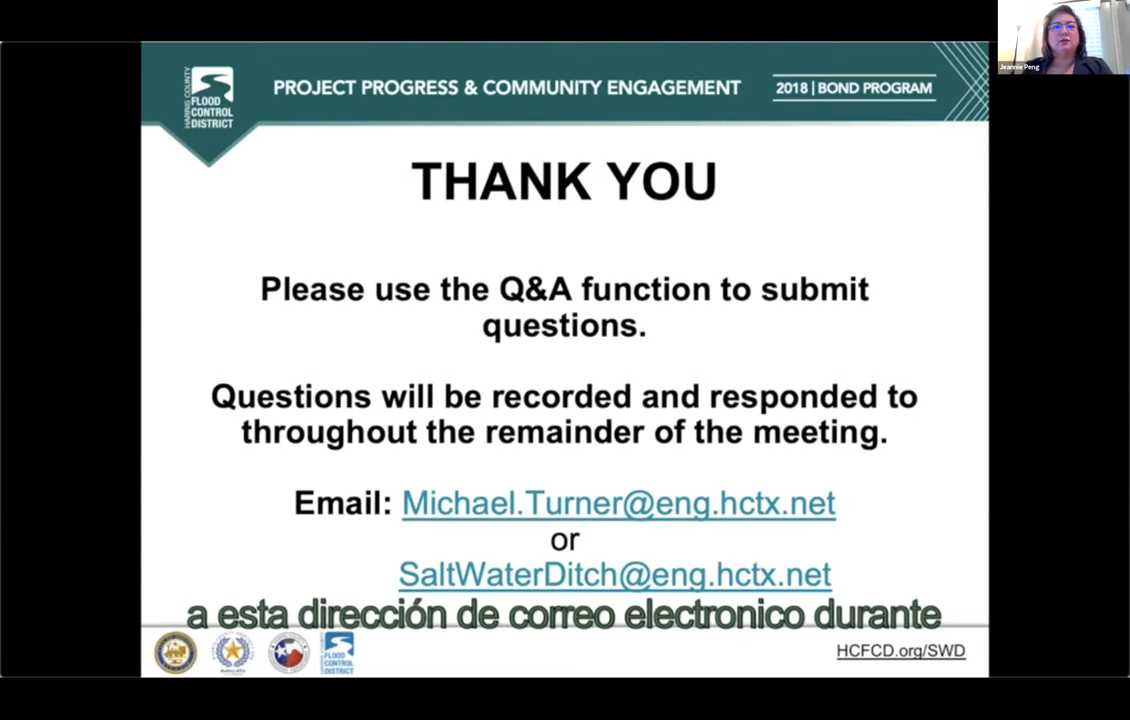 Jeannie Peng
HARRIS COUNTY
FLOOD
CONTROL
DISTRICT
PROJECT PROGRESS & COMMUNITY ENGAGEMENT
2018 | BOND PROGRAM
THANK YOU
Please use the Q&A function to submit
questions.
Questions will be recorded and responded to
throughout the remainder of the meeting.
Email: Michael.Turner@eng.hctx.net
or
SaltWaterDitch@eng.hctx.net
a esta dirección de correo electronico durante
FLOOD
CONTROL
DISTRICT
HCFCD.org/SWD